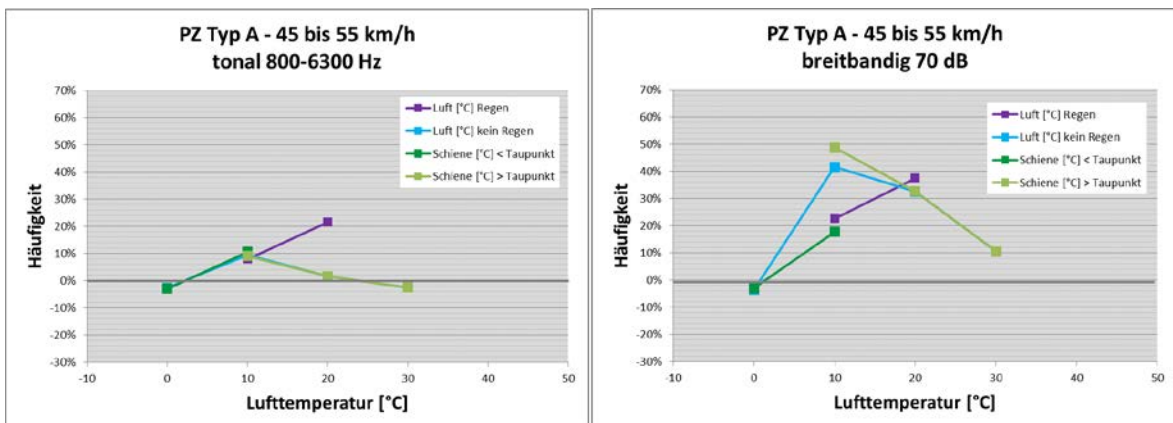 PZ Typ A - 45 bis 55 km/h
tonal 800-6300 Hz
70%
60%
50%
40%
30%
20%
10%
0%
-10%
-20%
-30%
Häufigkeit
Luft [°C] Regen
Luft [°C] kein Regen
Schiene [°C] < Taupunkt
Schiene [°C] > Taupunkt
-10 0 10 20 30 40 50
Lufttemperatur [°C]
PZ Typ A - 45 bis 55 km/h
breitbandig 70 dB
70%
60%
50%
40%
30%
20%
10%
0%
-10%
-20%
-30%
Häufigkeit
Luft [°C] Regen
Luft [°C] kein Regen
Schiene [°C] < Taupunkt
Schiene [°C] > Taupunkt
-10 0 10 20 30 40 50
Lufttemperatur [°C]